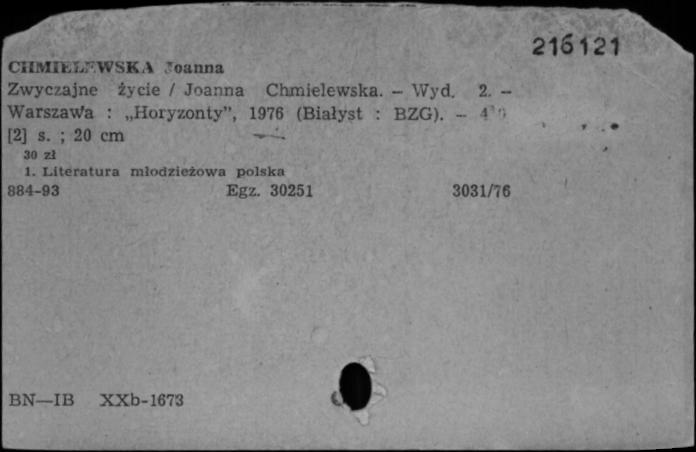 216121
CHMIELEWSKA Joanna
Zwyczajne życie / Joanna Chmielewska. — Wyd. 2. —
Warszawa : „Horyzonty”, 1976 (Białyst : BZG). —
[2] s. ; 20 cm
30 zł
1. Literatura młodzieżowa polska
884-93 Egz. 30251 3031/76
BN—IB XXb-1673